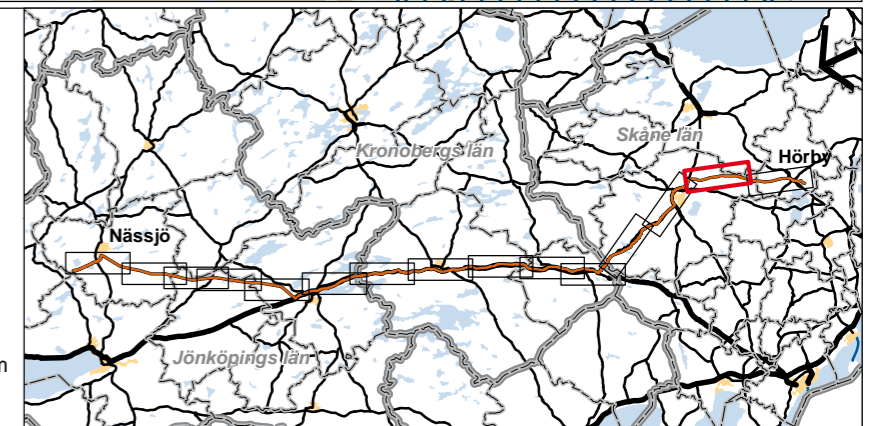 Kronobergs län
Skåne län
Hörby
Nässjö
Jönköpings län
m